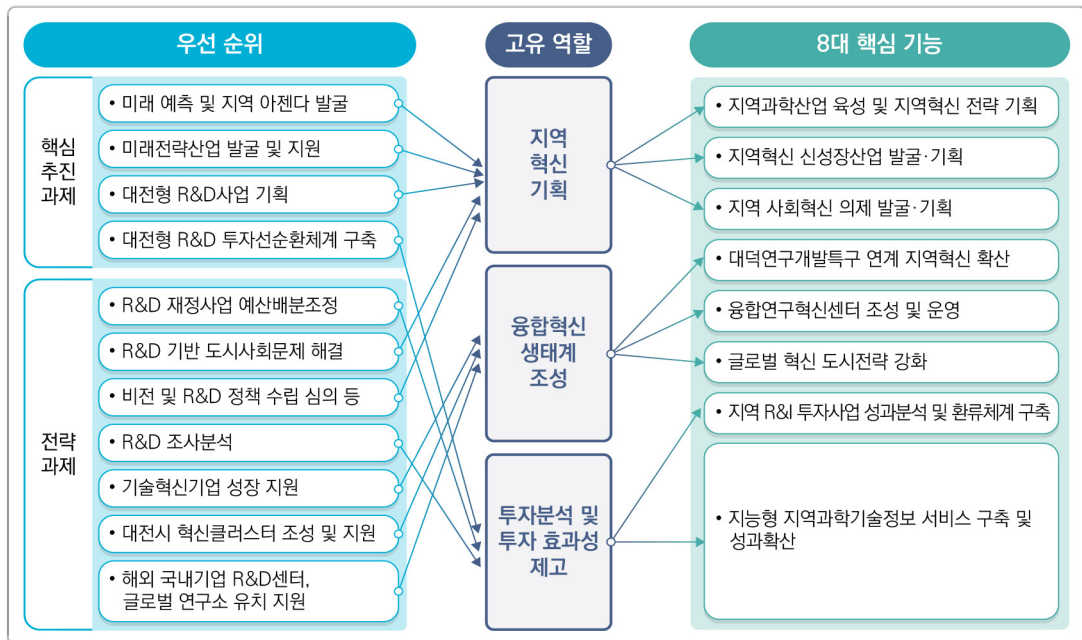 우선 순위
고유 역할
8대 핵심 기능
핵심
추진
과제
• 미래 예측 및 지역 아젠다 발굴
• 미래전략산업 발굴 및 지원
• 대전형 R&D사업 기획
• 대전형 R&D 투자선순환체계 구축
전략
과제
• R&D 재정사업 예산배분조정
• R&D 기반 도시사회문제 해결
• 비전 및 R&D 정책 수립 심의 등
• R&D 조사분석
• 기술혁신기업 성장 지원
• 대전시 혁신클러스터 조성 및 지원
• 해외 국내기업 R&D센터,
글로벌 연구소 유치 지원
지역
혁신
기획
융합혁신
생태계
조성
투자분석 및
투자 효과성
제고
• 지역과학산업 육성 및 지역혁신 전략 기획
• 지역혁신 신성장산업 발굴·기획
• 지역 사회혁신 의제 발굴·기획
• 대덕연구개발특구 연계 지역혁신 확산
• 융합연구혁신센터 조성 및 운영
• 글로벌 혁신 도시전략 강화
• 지역 R&I 투자사업 성과분석 및 환류체계 구축
• 지능형 지역과학기술정보 서비스 구축 및
성과확산